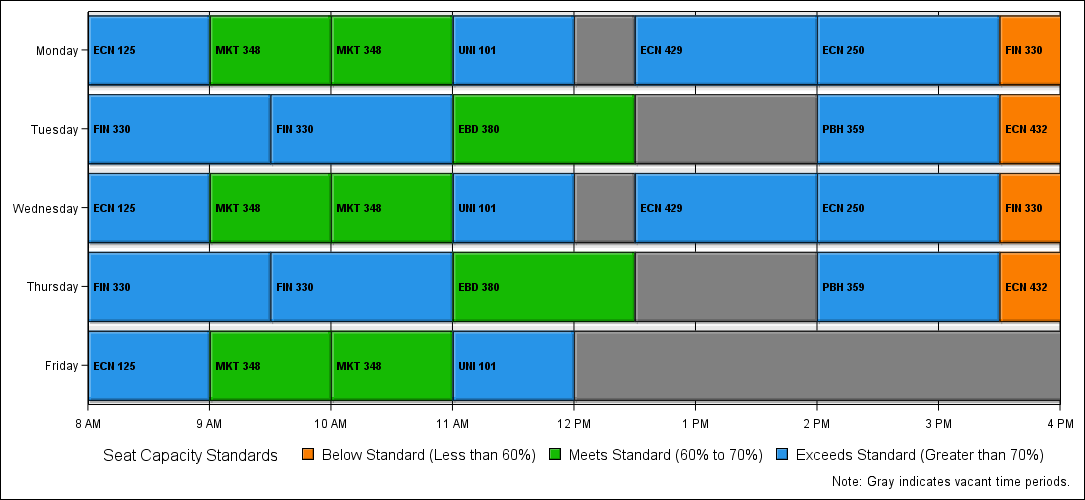 Monday ECN 125 MKT 348 MKT 348 UNI 101 ECN 429 ECN 250 FIN 330
Tuesday FIN 330 FIN 330 EBD 380 PBH 359 ECN 432
Wednesday ECN 125 MKT 348 MKT 348 UNI 101 ECN 429 ECN 250 FIN 330
Thursday FIN 330 FIN 330 EBD 380 PBH 359 ECN 432
Friday ECN 125 MKT 348 MKT 348 UNI 101
8 AM 9 AM 10 AM 11 AM 12 PM 1 PM 2 PM 3 PM 4 PM
Seat Capacity Standards Below Standard (Less than 60%) Meets Standard (60% to 70%) Exceeds Standard (Greater than 70%)
Note: Gray indicates vacant time periods.